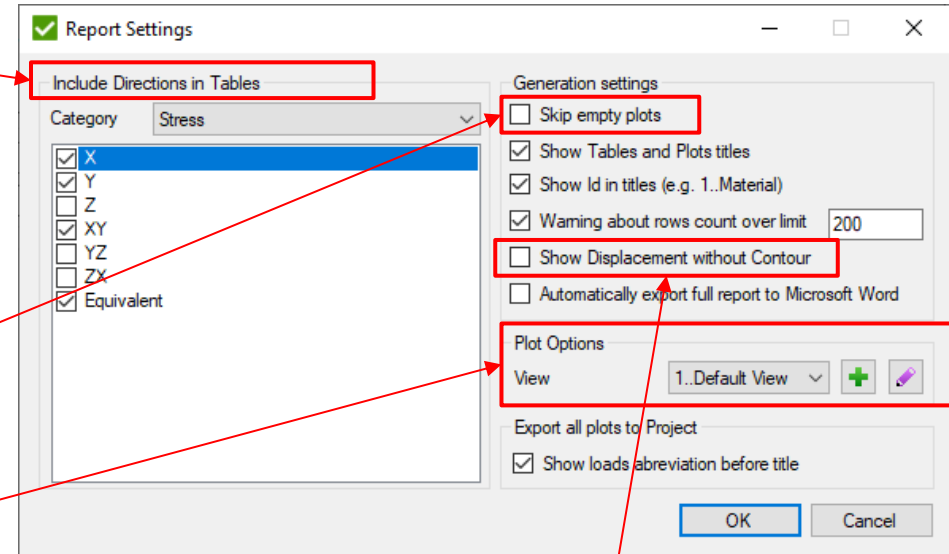 Report Settings
Include Directions in Tables
Category
Stress
X
Y
Z
XY
YZ
ZX
Equivalent
Generation settings
Skip empty plots
Show Tables and Plots titles
Show Id in titles (e.g. 1..Material)
Warning about rows count over limit
200
Show Displacement without Contour
Automatically export full report to Microsoft Word
Plot Options
View
1..Default View
Export all plots to Project
Show loads abreviation before title
OK
Cancel